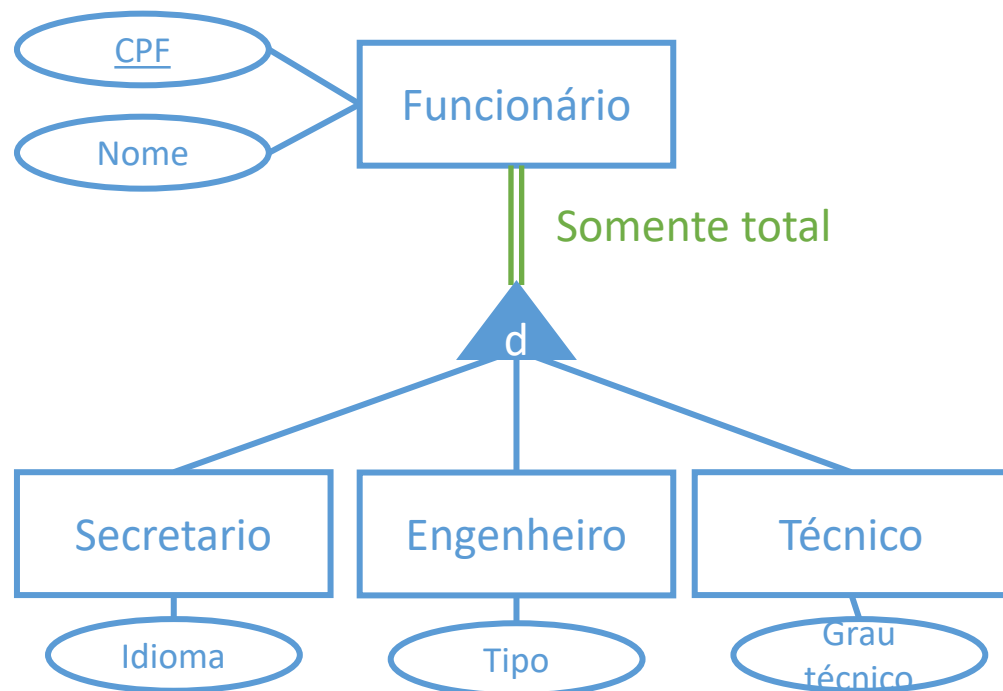 CPF
Funcionário
Nome
Somente total
d
Secretario
Engenheiro
Técnico
Idioma
Tipo
Grau
técnico